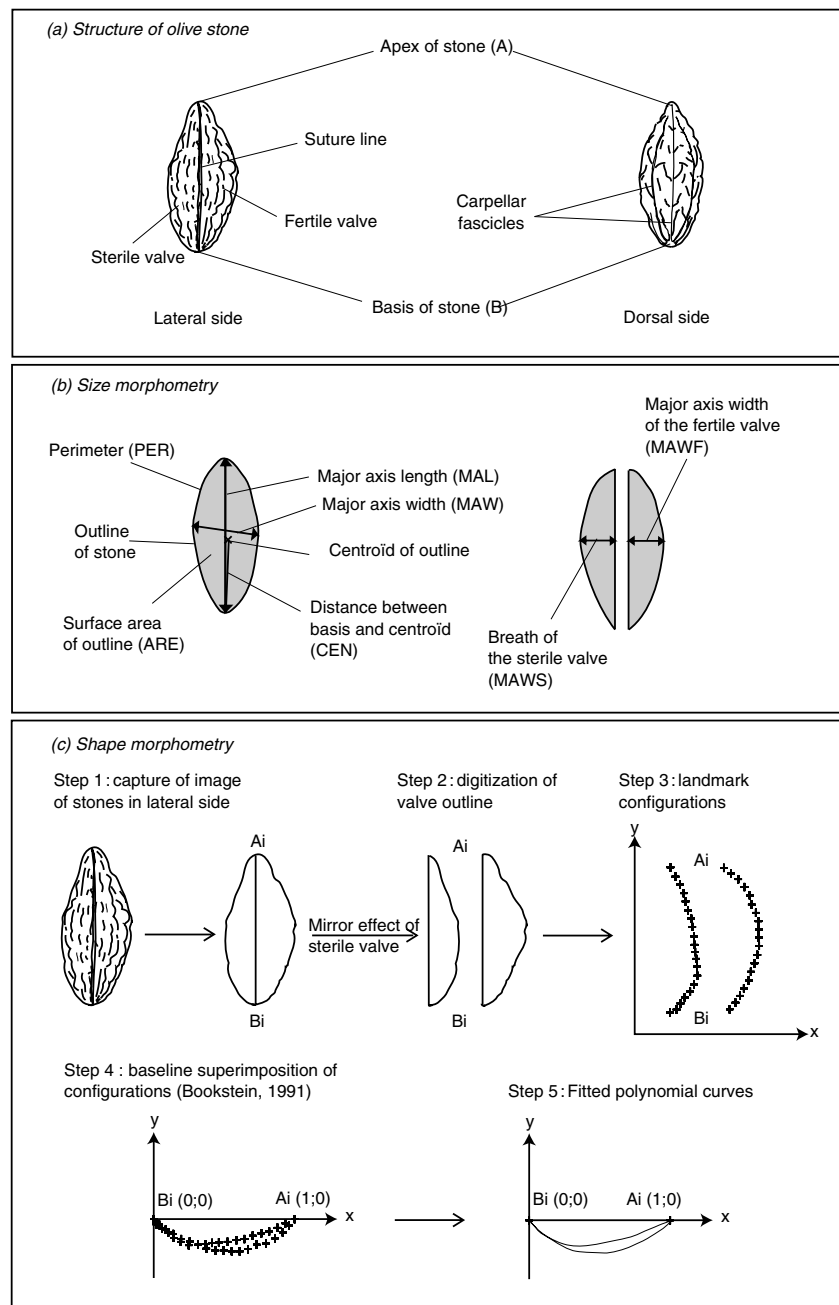 (a) Structure of olive stone
Apex of stone (A)
Suture line
Fertile valve
Sterile valve
Carpellar
fascicles
Basis of stone (B)
Lateral side
Dorsal side
(b) Size morphometry
Perimeter (PER)
Major axis length (MAL)
Major axis width (MAW)
Outline
of stone
Centroïd of outline
Surface area
of outline (ARE)
Distance between
basis and centroïd
(CEN)
Major axis width
of the fertile valve
(MAWF)
Breath of
the sterile valve
(MAWS)
(c) Shape morphometry
Step 1 : capture of image
of stones in lateral side
Ai
Bi
Mirror effect of
sterile valve
Step 2 : digitization of
valve outline
Ai
Bi
Step 3 : landmark
configurations
y
Ai
Bi
x
Step 4 : baseline superimposition of
configurations (Bookstein, 1991)
y
Bi (0;0)
Ai (1;0)
x
Step 5 : Fitted polynomial curves
y
Bi (0;0)
Ai (1;0)
x